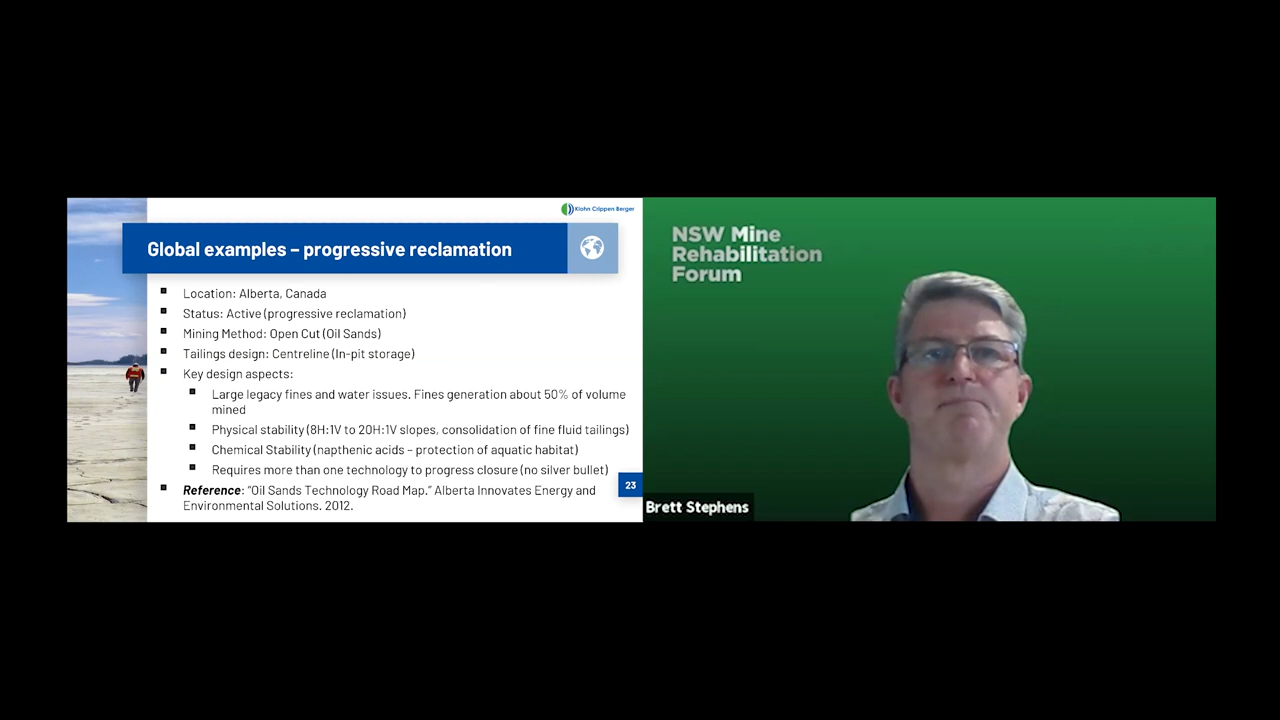 Klohn Crippen Berger
Global examples – progressive reclamation
Location: Alberta, Canada
Status: Active (progressive reclamation)
Mining Method: Open Cut (Oil Sands)
Tailings design: Centreline (In-pit storage)
Key design aspects:
Large legacy fines and water issues. Fines generation about 50% of volume
mined
Physical stability (8H:1V to 20H:1V slopes, consolidation of fine fluid tailings)
Chemical Stability (napthenic acids – protection of aquatic habitat)
Requires more than one technology to progress closure (no silver bullet)
Reference: “Oil Sands Technology Road Map.” Alberta Innovates Energy and
Environmental Solutions. 2012.
23
NSW Mine
Rehabilitation
Forum
Brett Stephens